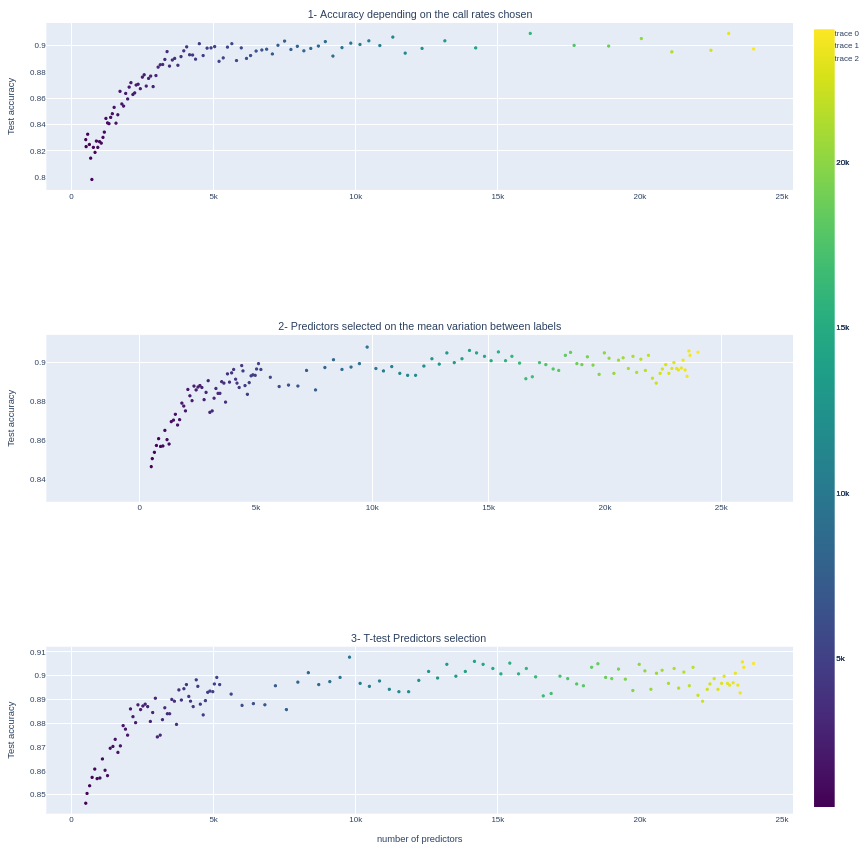 1- Accuracy depending on the call rates chosen
0.9
0.88
0.86
0.84
0.82
0.8
Test accuracy
0
5k
10k
15k
20k
25k
trace 0
trace 1
trace 2
20k
15k
10k
5k
2- Predictors selected on the mean variation between labels
0.9
0.88
0.86
0.84
Test accuracy
0
5k
10k
15k
20k
25k
3- T-test Predictors selection
0.91
0.9
0.89
0.88
0.87
0.86
0.85
Test accuracy
0
5k
10k
15k
20k
25k
number of predictors